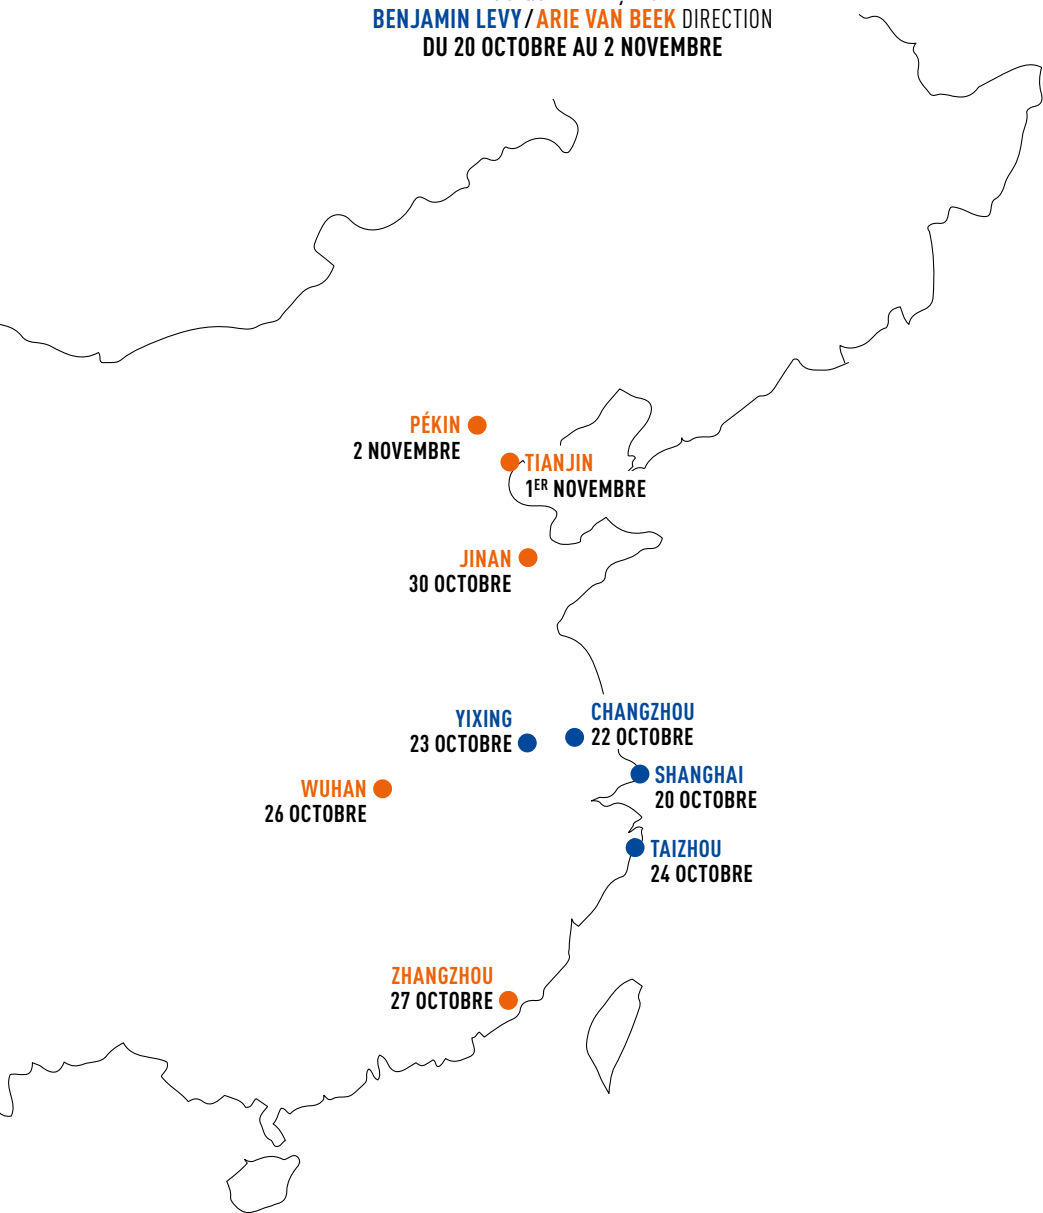 BENJAMIN LEVY / ARIE VAN BEEK DIRECTION
DU 20 OCTOBRE AU 2 NOVEMBRE
PÉKIN
2 NOVEMBRE
TIANJIN
1ER NOVEMBRE
JINAN
30 OCTOBRE
CHANGZHOU
22 OCTOBRE
YIXING
23 OCTOBRE
SHANGHAI
20 OCTOBRE
WUHAN
26 OCTOBRE
TAIZHOU
24 OCTOBRE
ZHANGZHOU
27 OCTOBRE